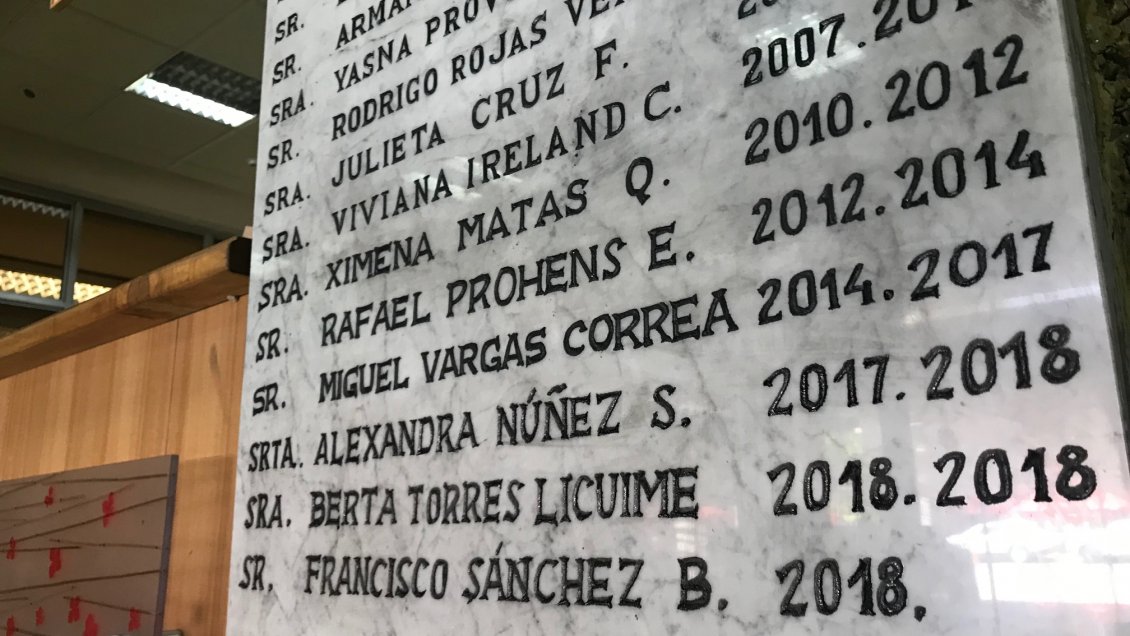 SR.
SR.
SRA. YASNA
SR. RODRIGO ROJAS
SRA. JULIETA CRUZ F.
SRA. VIVIANA IRELAND C. 2007.
SRA. XIMENA MATAS Q. 2010.2012
SR. RAFAEL PROHENS E. 2012.2014
SR. MIGUEL VARGAS CORREA 2014.2017
SRTA. ALEXANDRA NÚÑEZ S. 2017.2018
SRA. BERTA TORRES LICUIME 2018.2018
SR. FRANCISCO SÁNCHEZ B. 2018.